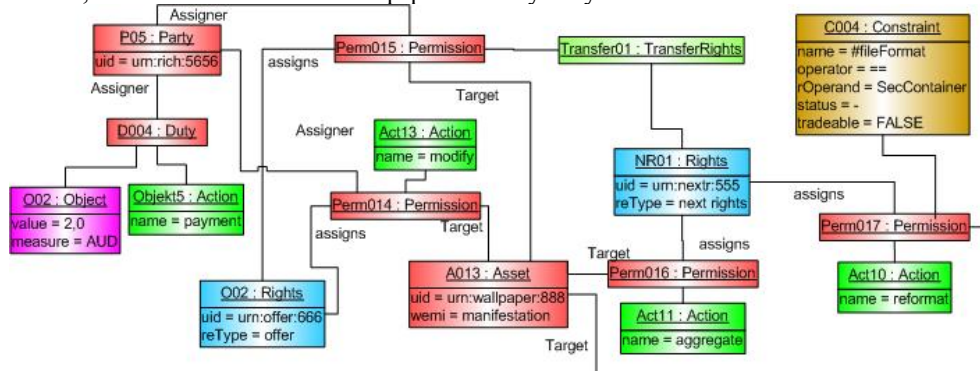 Assigner
P05 : Party
uid = urn:rich:5656
Assigner
D004 : Duty
O02 : Object
value = 2,0
measure = AUD
Objekt5 : Action
name = payment
Perm015 : Permission
assigns
Target
Transfer01 : TransferRights
C004 : Constraint
name = #fileFormat
operator = ==
rOperand = SecContainer
status = -
tradeable = FALSE
Assigner
Act13 : Action
name = modify
Perm014 : Permission
assigns
Target
NR01 : Rights
uid = urn:nextr:555
reType = next rights
assigns
Perm017 : Permission
Act10 : Action
name = reformat
O02 : Rights
uid = urn:offer:666
reType = offer
A013 : Asset
uid = urn:wallpaper:888
wemi = manifestation
Target
assigns
Perm016 : Permission
Act11 : Action
name = aggregate
Target